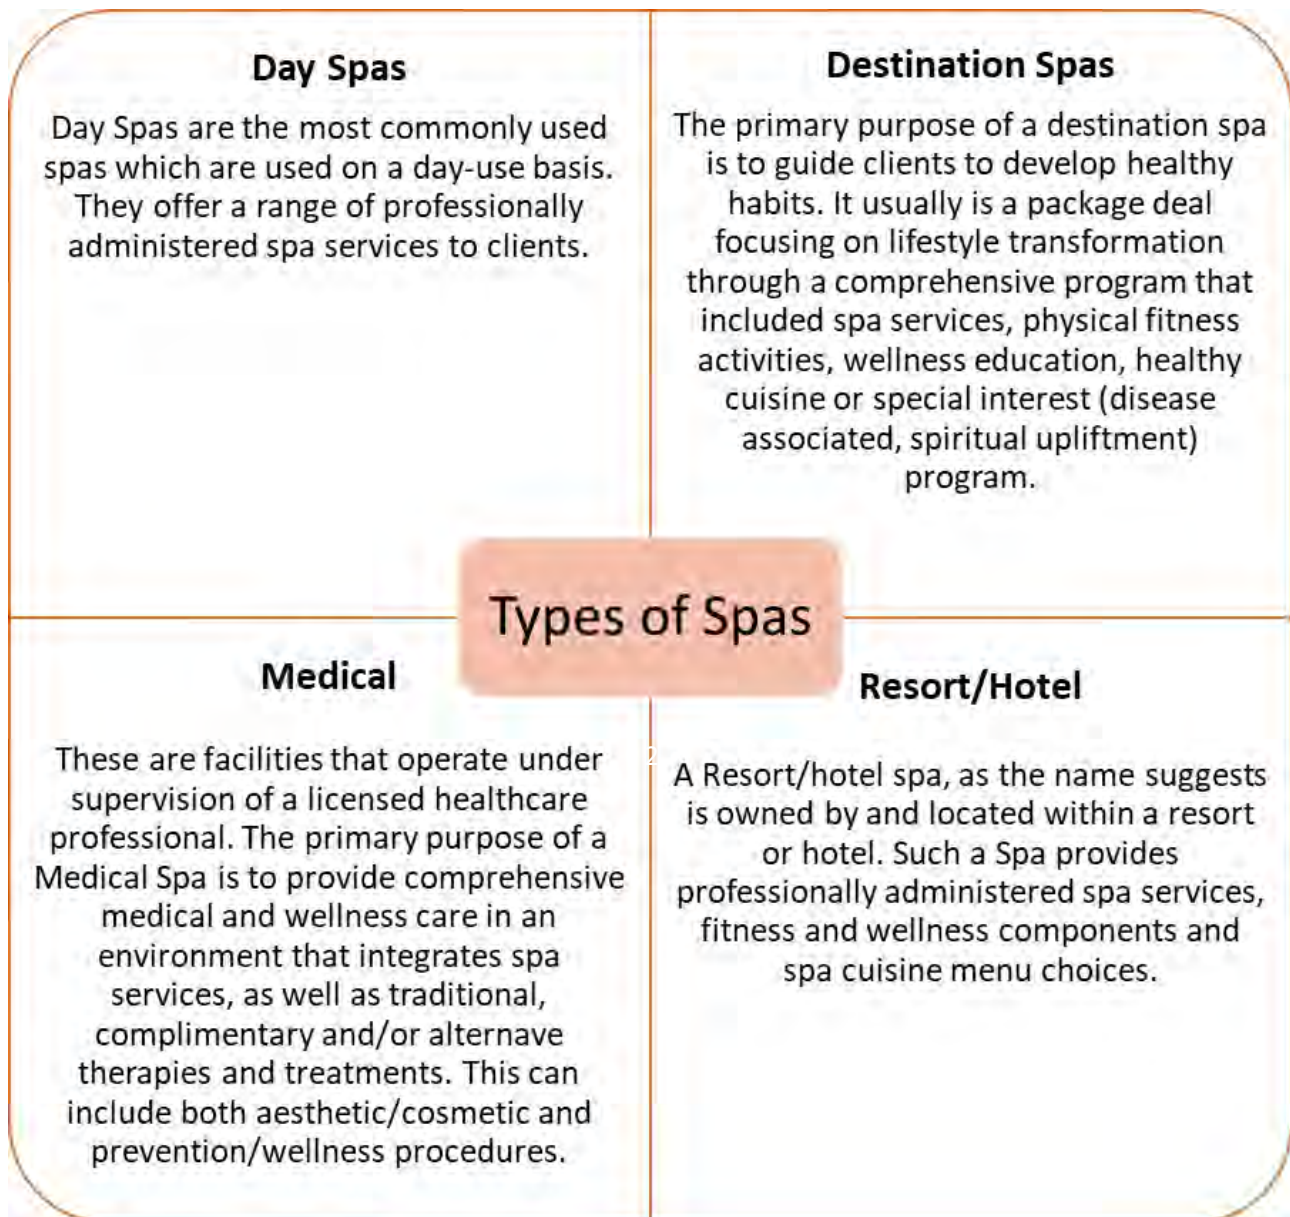 Day Spas
Day Spas are the most commonly used
spas which are used on a day-use basis.
They offer a range of professionally
administered spa services to clients.
Destination Spas
The primary purpose of a destination spa
is to guide clients to develop healthy
habits. It usually is a package deal
focusing on lifestyle transformation
through a comprehensive program that
included spa services, physical fitness
activities, wellness education, healthy
cuisine or special interest (disease
associated, spiritual upliftment)
program.
Types of Spas
Medical
These are facilities that operate under
supervision of a licensed healthcare
professional. The primary purpose of a
Medical Spa is to provide comprehensive
medical and wellness care in an
environment that integrates spa
services, as well as traditional,
complimentary and/or alternave
therapies and treatments. This can
include both aesthetic/cosmetic and
prevention/wellness procedures.
Resort/Hotel
A Resort/hotel spa, as the name suggests
is owned by and located within a resort
or hotel. Such a Spa provides
professionally administered spa services,
fitness and wellness components and
spa cuisine menu choices.